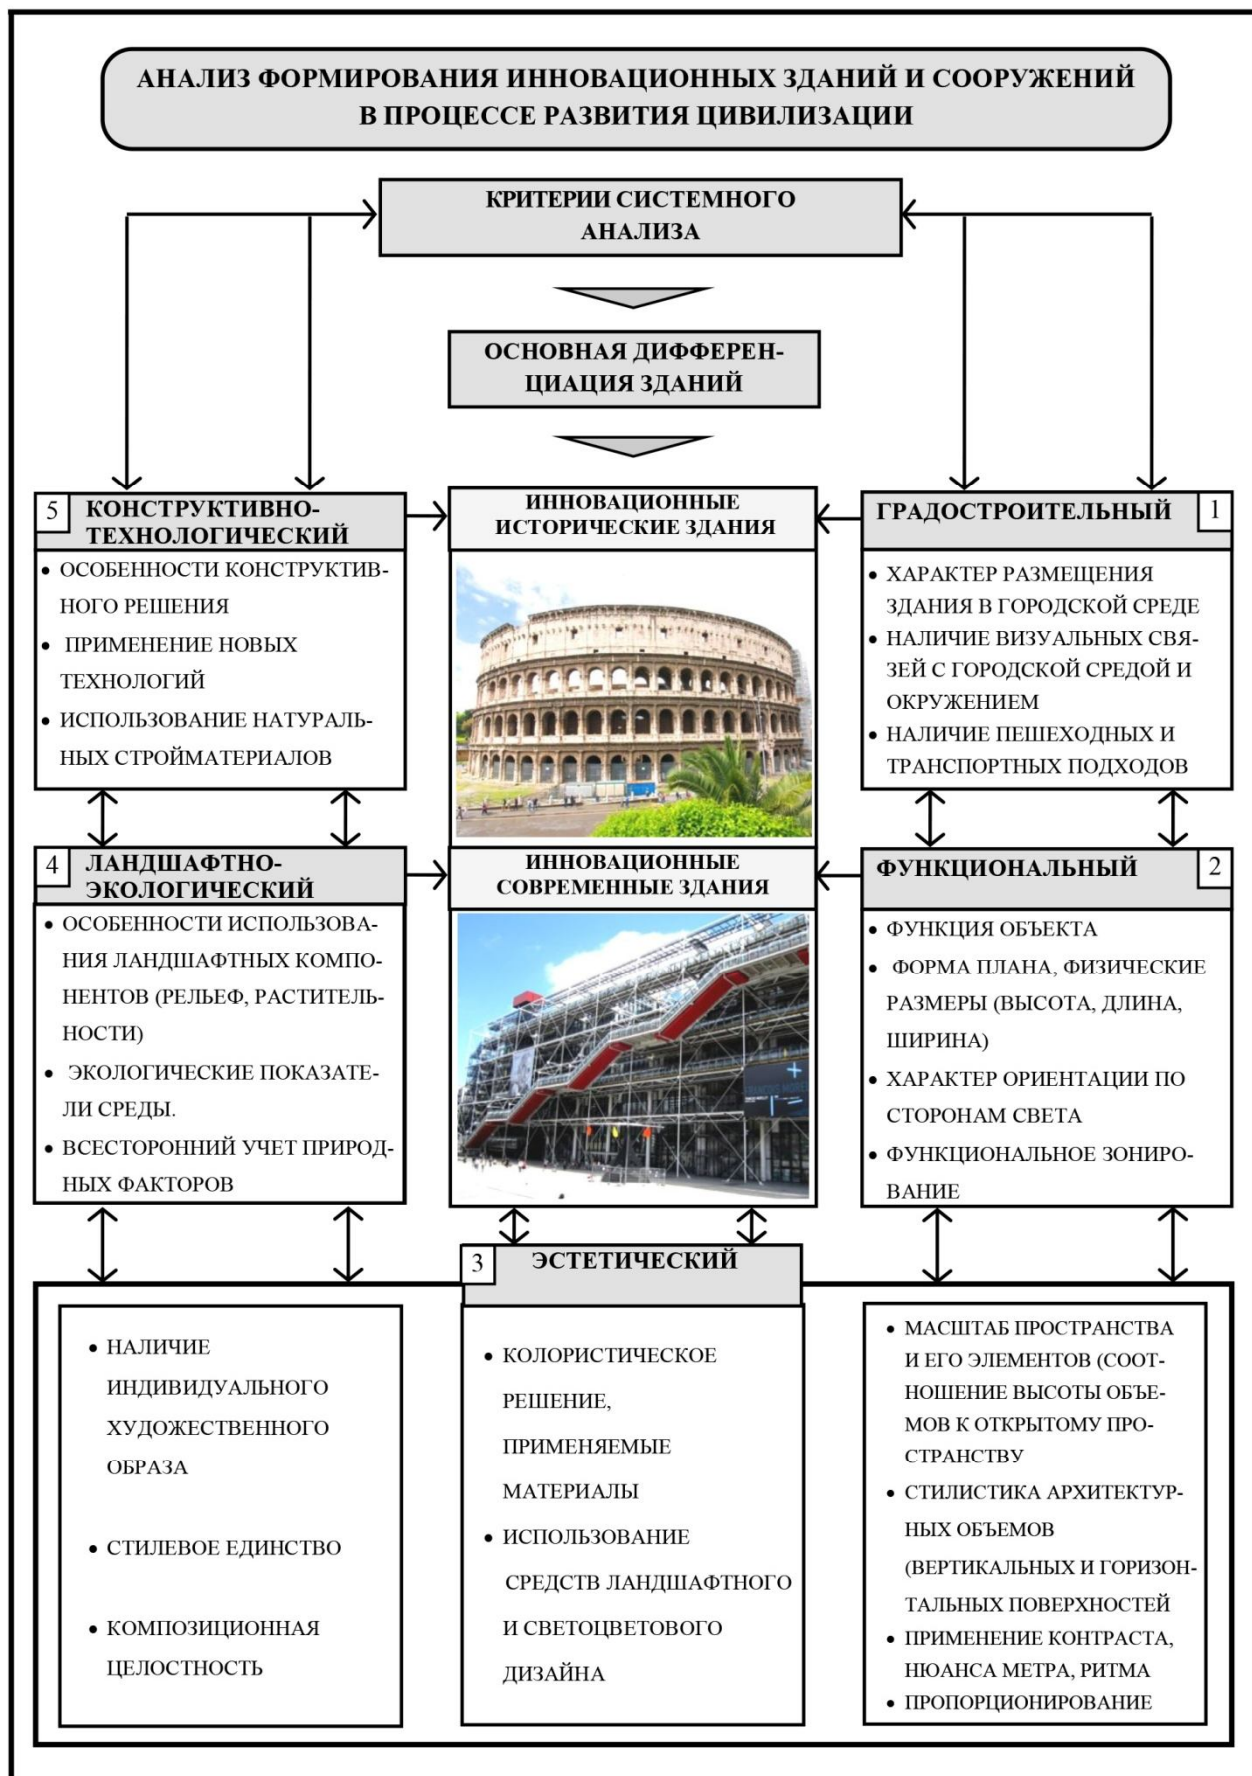 АНАЛИЗ ФОРМИРОВАНИЯ ИННОВАЦИОННЫХ ЗДАНИЙ И СООРУЖЕНИЙ
В ПРОЦЕССЕ РАЗВИТИЯ ЦИВИЛИЗАЦИИ
КРИТЕРИИ СИСТЕМНОГО
АНАЛИЗА
ОСНОВНАЯ ДИФФЕРЕН-
ЦИАЦИЯ ЗДАНИЙ
5
КОНСТРУКТИВНО-
ТЕХНОЛОГИЧЕСКИЙ
• ОСОБЕННОСТИ КОНСТРУКТИВ-
НОГО РЕШЕНИЯ
• ПРИМЕНЕНИЕ НОВЫХ
ТЕХНОЛОГИЙ
• ИСПОЛЬЗОВАНИЕ НАТУРАЛЬ-
НЫХ СТРОЙМАТЕРИАЛОВ
ИННОВАЦИОННЫЕ
ИСТОРИЧЕСКИЕ ЗДАНИЯ
ГРАДОСТРОИТЕЛЬНЫЙ
1
• ХАРАКТЕР РАЗМЕЩЕНИЯ
ЗДАНИЯ В ГОРОДСКОЙ СРЕДЕ
• НАЛИЧИЕ ВИЗУАЛЬНЫХ СВЯ-
ЗЕЙ С ГОРОДСКОЙ СРЕДОЙ И
ОКРУЖЕНИЕМ
• НАЛИЧИЕ ПЕШЕХОДНЫХ И
ТРАНСПОРТНЫХ ПОДХОДОВ
4
ЛАНДШАФТНО-
ЭКОЛОГИЧЕСКИЙ
• ОСОБЕННОСТИ ИСПОЛЬЗОВА-
НИЯ ЛАНДШАФТНЫХ КОМПО-
НЕНТОВ (РЕЛЬЕФ, РАСТИТЕЛЬ-
НОСТИ)
• ЭКОЛОГИЧЕСКИЕ ПОКАЗАТЕ-
ЛИ СРЕДЫ.
• ВСЕСТОРОННИЙ УЧЕТ ПРИРОД-
НЫХ ФАКТОРОВ
ИННОВАЦИОННЫЕ
СОВРЕМЕННЫЕ ЗДАНИЯ
ФУНКЦИОНАЛЬНЫЙ
2
• ФУНКЦИЯ ОБЪЕКТА
• ФОРМА ПЛАНА, ФИЗИЧЕСКИЕ
РАЗМЕРЫ (ВЫСОТА, ДЛИНА,
ШИРИНА)
• ХАРАКТЕР ОРИЕНТАЦИИ ПО
СТОРОНАМ СВЕТА
• ФУНКЦИОНАЛЬНОЕ ЗОНИРО-
ВАНИЕ
3
ЭСТЕТИЧЕСКИЙ
• НАЛИЧИЕ
ИНДИВИДУАЛЬНОГО
ХУДОЖЕСТВЕННОГО
ОБРАЗА
• СТИЛЕВОЕ ЕДИНСТВО
• КОМПОЗИЦИОННАЯ
ЦЕЛОСТНОСТЬ
• КОЛОРИСТИЧЕСКОЕ
РЕШЕНИЕ,
ПРИМЕНЯЕМЫЕ
МАТЕРИАЛЫ
• ИСПОЛЬЗОВАНИЕ
СРЕДСТВ ЛАНДШАФТНОГО
И СВЕТОЦВЕТОВОГО
ДИЗАЙНА
• МАСШТАБ ПРОСТРАНСТВА
И ЕГО ЭЛЕМЕНТОВ (СООТ-
НОШЕНИЕ ВЫСОТЫ ОБЪЕ-
МОВ К ОТКРЫТОМУ ПРО-
СТРАНСТВУ
• СТИЛИСТИКА АРХИТЕКТУР-
НЫХ ОБЪЕМОВ
(ВЕРТИКАЛЬНЫХ И ГОРИЗОН-
ТАЛЬНЫХ ПОВЕРХНОСТЕЙ
• ПРИМЕНЕНИЕ КОНТРАСТА,
НЮАНСА МЕТРА, РИТМА
• ПРОПОРЦИОНИРОВАНИЕ